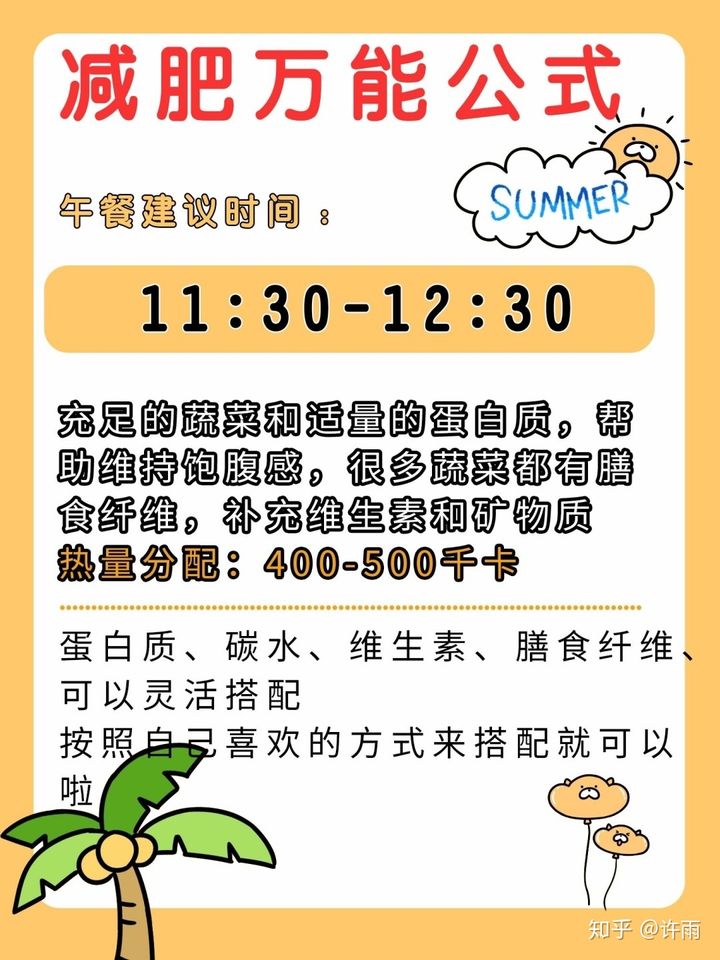 减肥万能公式
SUMMER
午餐建议时间：
11:30-12:30
充足的蔬菜和适量的蛋白质，帮
助维持饱腹感，很多蔬菜都有膳
食纤维，补充维生素和矿物质
热量分配：400-500千卡
蛋白质、碳水、维生素、膳食纤维、
可以灵活搭配
按照自己喜欢的方式来搭配就可以
啦
知乎 @许雨